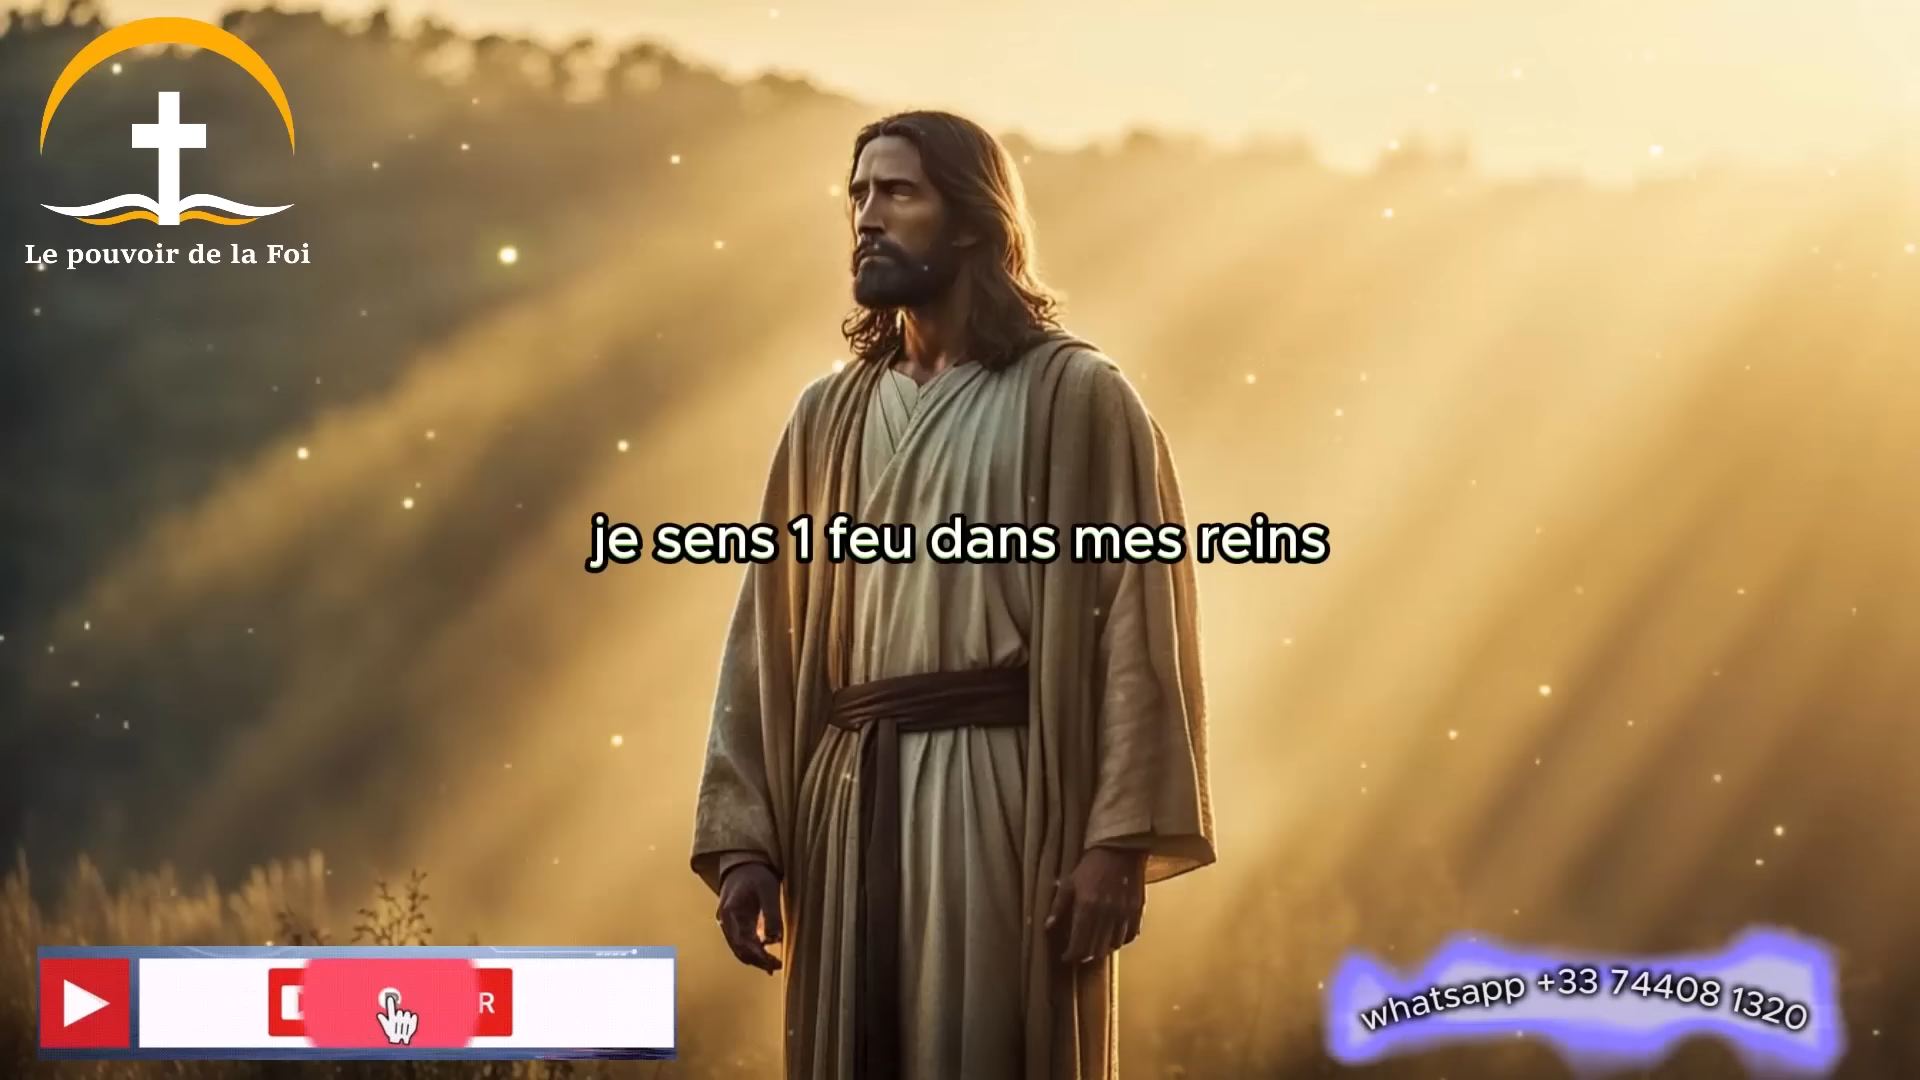 Le pouvoir de la Foi
je sens 1 feu dans mes reins
whatsapp +33 74408 1320